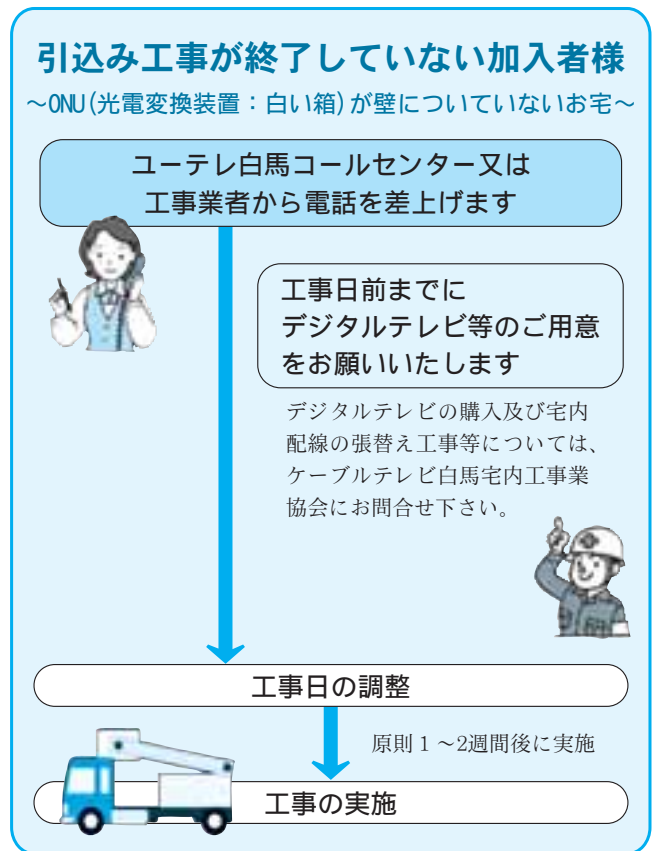 引込み工事が終了していない加入者様
～ONU(光電変換装置：白い箱)が壁についていないお宅～
ユーテレ白馬コールセンター又は
工事業者から電話を差上げます
工事日前までに
デジタルテレビ等のご用意
をお願いいたします
デジタルテレビの購入及び宅内
配線の張替え工事等については、
ケーブルテレビ白馬宅内工事業
協会にお問合せ下さい。
工事日の調整
原則１～2週間後に実施
工事の実施